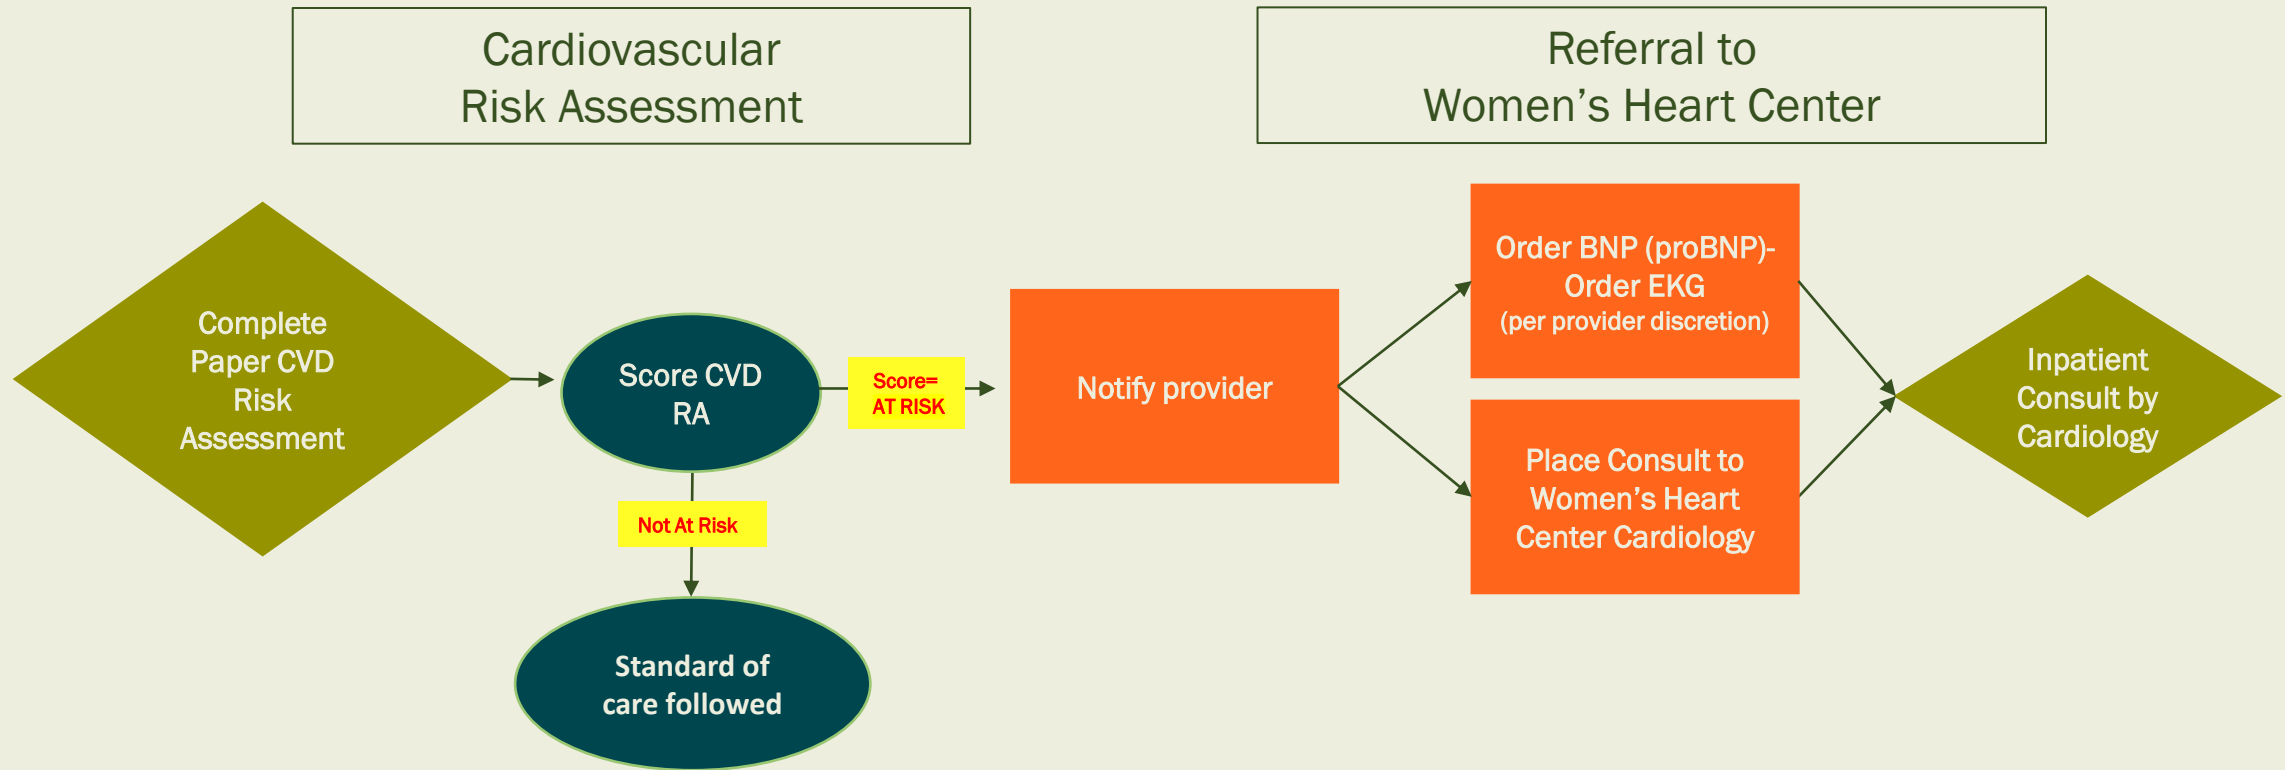 Cardiovascular
Risk Assessment
Referral to
Women’s Heart Center
Complete
Paper CVD
Risk
Assessment
Score CVD
RA
Score=
AT RISK
Not At Risk
Standard of
care followed
Notify provider
Order BNP (proBNP)-
Order EKG
(per provider discretion)
Place Consult to
Women’s Heart
Center Cardiology
Inpatient
Consult by
Cardiology